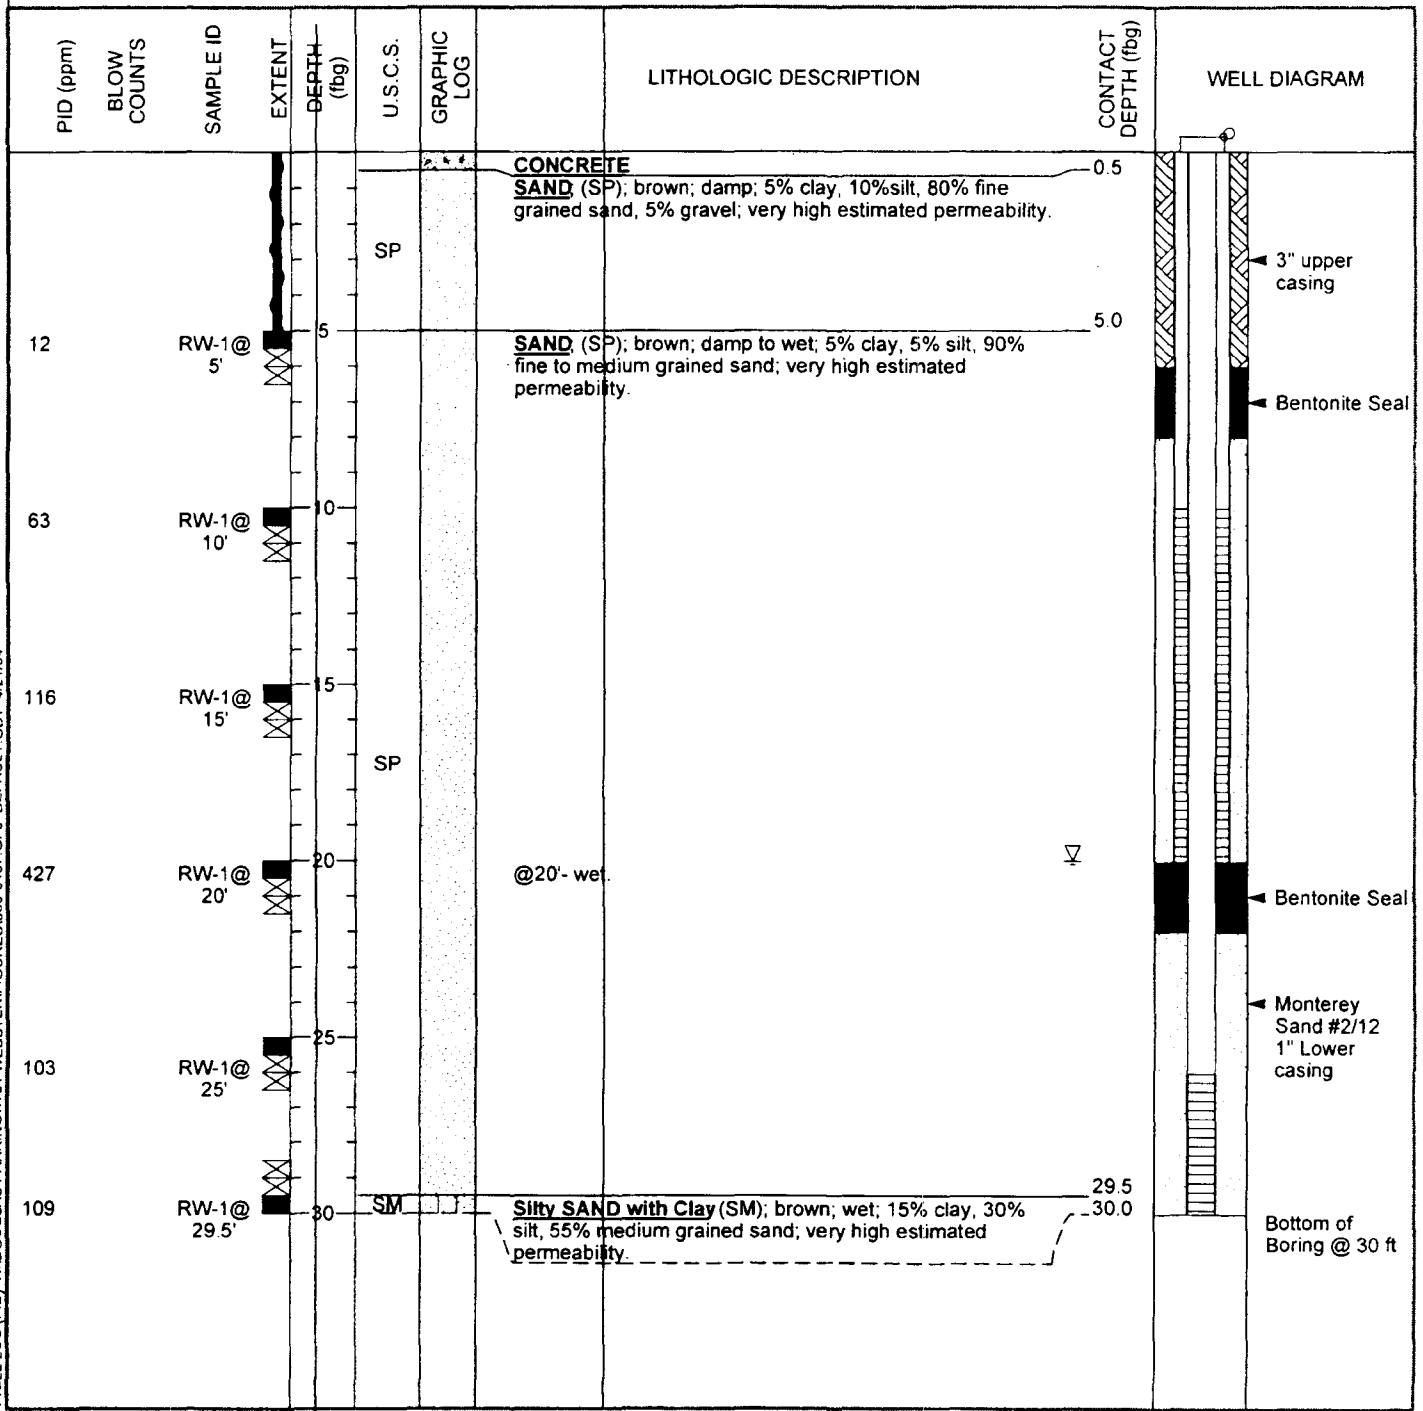 PID (ppm)
BLOW
COUNTS
SAMPLE ID
EXTENT
DEPTH
(fbg)
U.S.C.S.
GRAPHIC
LOG
LITHOLOGIC DESCRIPTION
CONTACT
DEPTH (fbg)
WELL DIAGRAM
CONCRETE
0.5
SAND, (SP); brown; damp; 5% clay, 10%silt, 80% fine
grained sand, 5% gravel; very high estimated permeability.
SP
3" upper
casing
5
5.0
12
RW-1@
5'
SAND, (SP); brown; damp to wet; 5% clay, 5% silt, 90%
fine to medium grained sand; very high estimated
permeability.
Bentonite Seal
10
63
RW-1@
10'
15
116
RW-1@
15'
SP
20
427
RW-1@
20'
@20'- wet.
Bentonite Seal
Monterey
Sand #2/12
1" Lower
casing
25
103
RW-1@
25'
29.5
109
RW-1@
29.5'
30
SM
Silty SAND with Clay (SM); brown; wet; 15% clay, 30%
silt, 55% medium grained sand; very high estimated
permeability.
30.0
Bottom of
Boring @ 30 ft